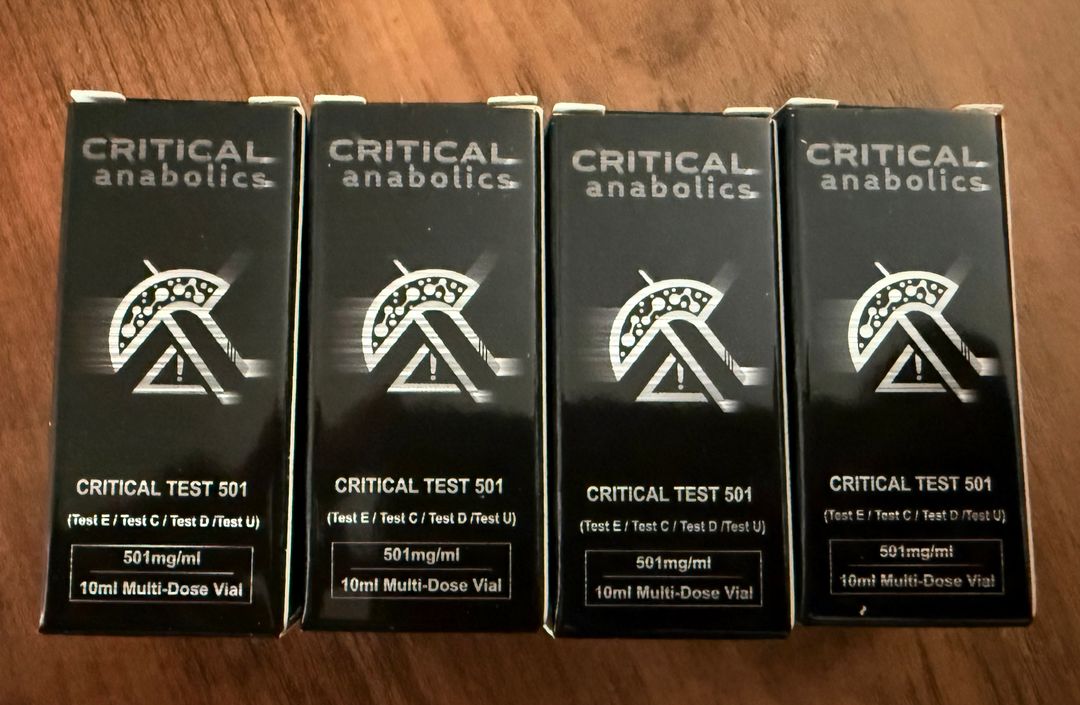 CRITICAL
anabolics
CRITICAL TEST 501
(Test E / Test C / Test D /Test U)
501mg/ml
10ml Multi-Dose Vial
CRITICAL
anabolics
CRITICAL TEST 501
(Test E / Test C / Test D /Test U)
501mg/ml
10ml Multi-Dose Vial
CRITICAL
anabolics
CRITICAL TEST 501
(Test E / Test C / Test D /Test U)
501mg/ml
10ml Multi-Dose Vial
CRITICAL
anabolics
CRITICAL TEST 501
(Test E / Test C / Test D /Test U)
501mg/ml
10ml Multi-Dose Vial